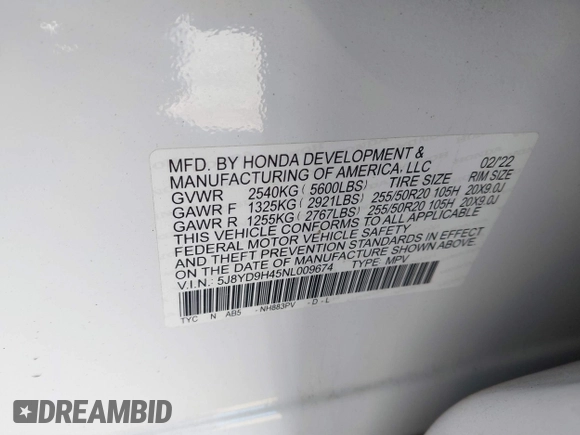 MFD. BY HONDA DEVELOPMENT & 02/'22
MANUFACTURING OF AMERICA, LLC
GVWR 2540KG ( 5600LBS) TIRE SIZE RIM SIZE
GAWR F 1325KG ( 2921LBS) 255/50R20 105H 20X9.0J
GAWR R 1255KG ( 2767LBS) 255/50R20 105H 20X9.0J
THIS VEHICLE CONFORMS TO ALL APPLICABLE
FEDERAL MOTOR VEHICLE SAFETY, BUMPER,
AND THEFT PREVENTION STANDARDS IN EFFECT
ON THE DATE OF MANUFACTURE SHOWN ABOVE.
V.I.N.: 5J8YD9H45NL009674 TYPE: MPV
TYC N AB5 - NH883PV - D - L
DREAMBID